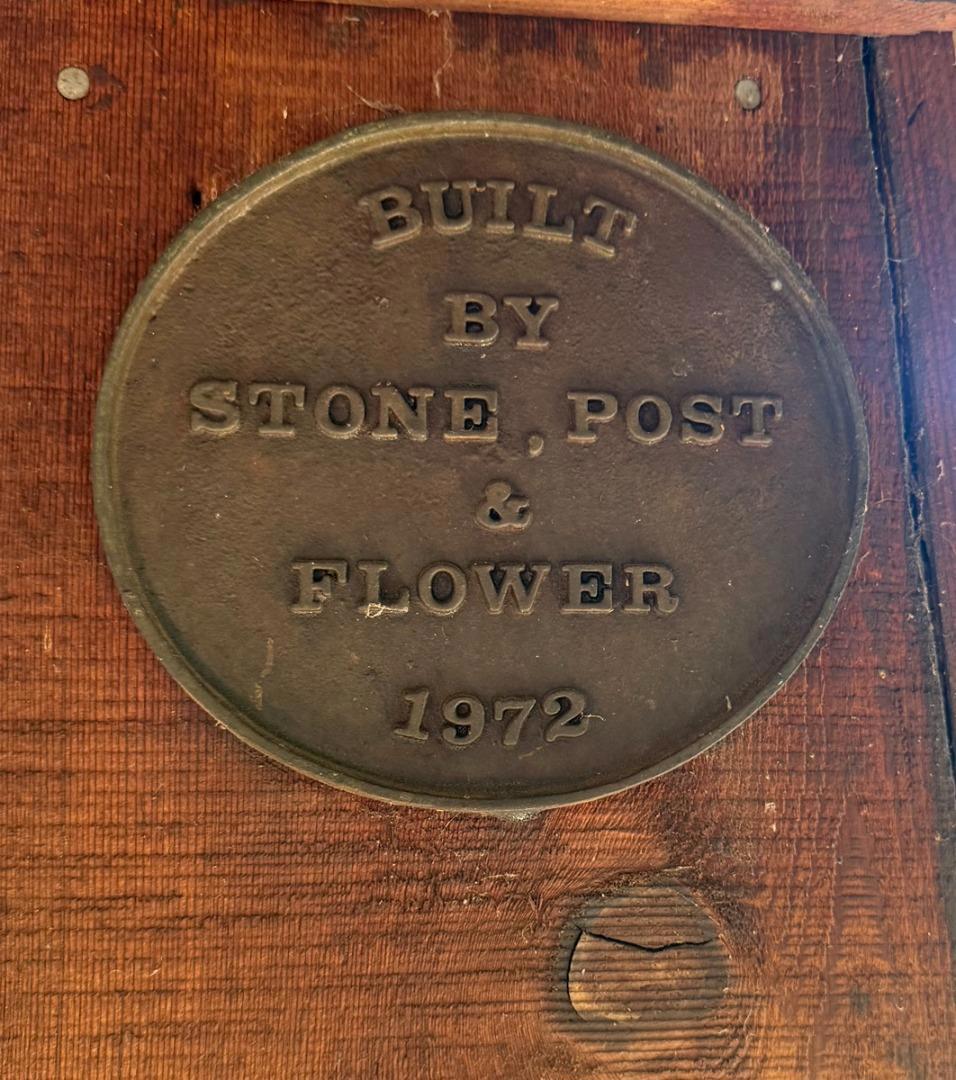 BUILT
BY
STONE, POST
&
FLOWER
1972